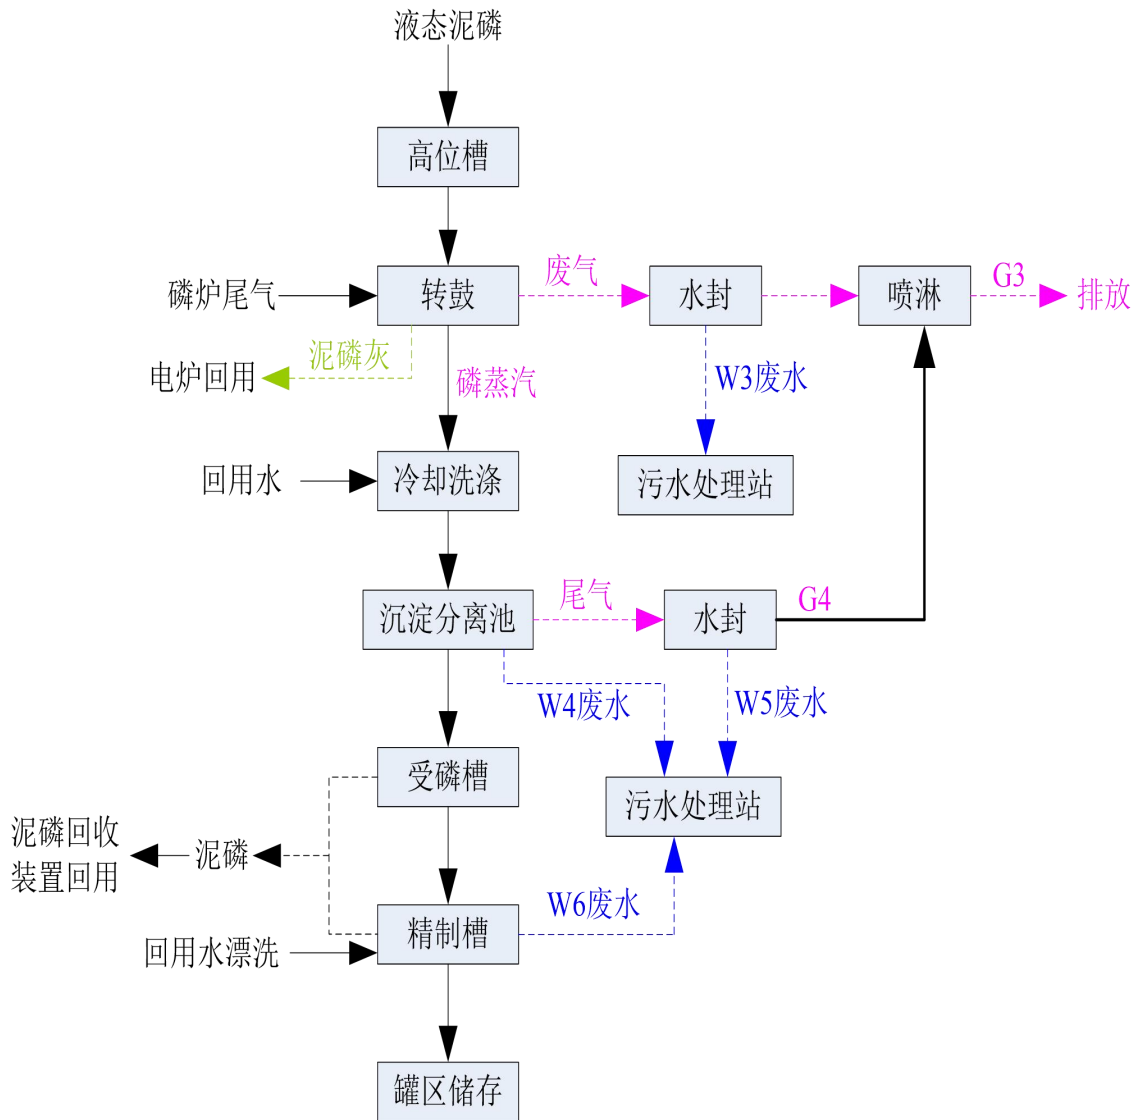 液态泥磷
高位槽
磷炉尾气
转鼓
废气
水封
喷淋
G3
排放
泥磷灰
电炉回用
磷蒸汽
W3废水
回用水
冷却洗涤
污水处理站
沉淀分离池
尾气
水封
G4
W4废水
W5废水
受磷槽
污水处理站
泥磷回收
装置回用
泥磷
精制槽
W6废水
回用水漂洗
罐区储存